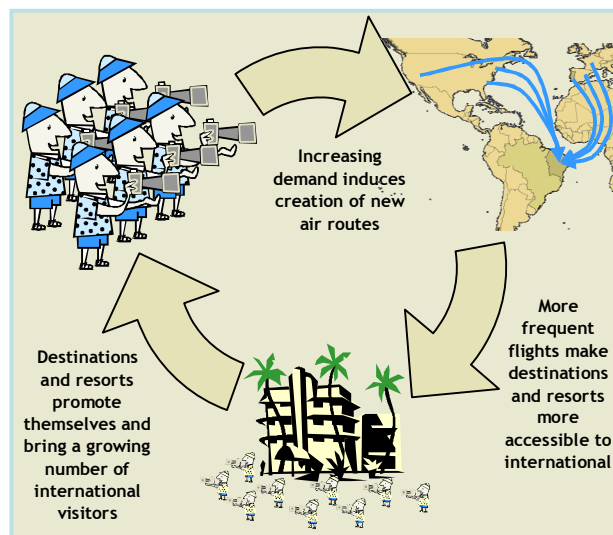 Increasing
demand induces
creation of new
air routes
More
frequent
flights make
destinations
and resorts
more
accessible to
international
Destinations
and resorts
promote
themselves and
bring a growing
number of
international
visitors